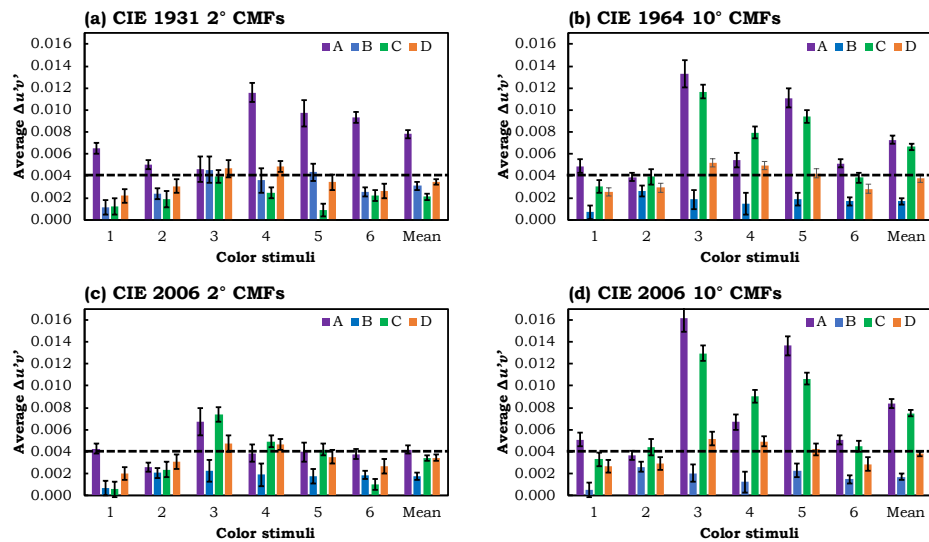 (a) CIE 1931 2° CMFs
0.016
0.014
0.012
0.010
0.008
0.006
0.004
0.002
0.000
Average Δu'v'
A B C D
1 2 3 4 5 6 Mean
Color stimuli
(b) CIE 1964 10° CMFs
0.016
0.014
0.012
0.010
0.008
0.006
0.004
0.002
0.000
Average Δu'v'
A B C D
1 2 3 4 5 6 Mean
Color stimuli
(c) CIE 2006 2° CMFs
0.016
0.014
0.012
0.010
0.008
0.006
0.004
0.002
0.000
Average Δu'v'
A B C D
1 2 3 4 5 6 Mean
Color stimuli
(d) CIE 2006 10° CMFs
0.016
0.014
0.012
0.010
0.008
0.006
0.004
0.002
0.000
Average Δu'v'
A B C D
1 2 3 4 5 6 Mean
Color stimuli